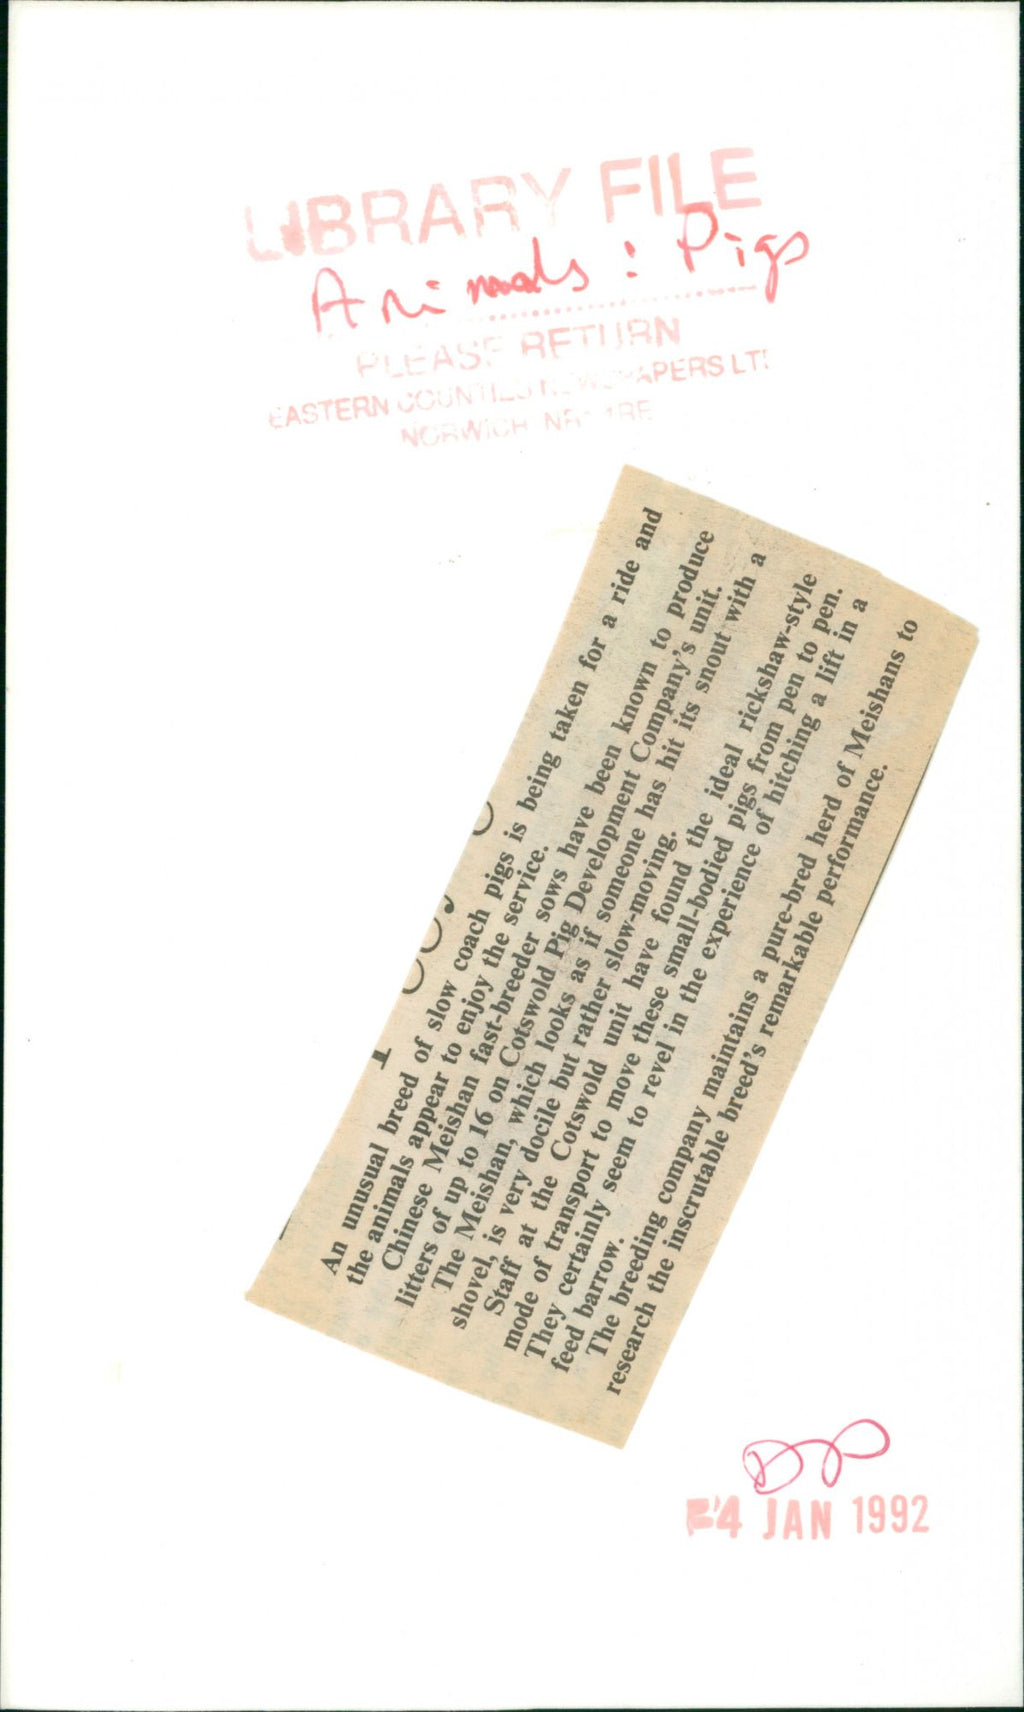 LIBRARY FILE
Animals: Pigs
PLEASE RETURN
EASTERN COUNTIES NEWSPAPERS LTD
NORWICH NR 1RE
An unusual breed of slow coach pigs is being taken for a ride and
the animals appear to enjoy the service.
Chinese Meishan fast-breeder sows have been known to produce
litters of up to 16 on Cotswold Pig Development Company's unit.
The Meishan, which looks as if someone has hit its snout with a
shovel, is very docile but rather slow-moving.
Staff at the Cotswold unit have found the ideal rickshaw-style
mode of transport to move these small-bodied pigs from pen to pen.
They certainly seem to revel in the experience of hitching a lift in a
feed barrow.
The breeding company maintains a pure-bred herd of Meishans to
research the inscrutable breed's remarkable performance.
4 JAN 1992